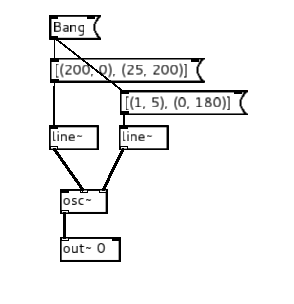 Bang
[(200, 0), (25, 200)]
[(1, 5), (0, 180)]
line~ line~
osc~
out~ 0